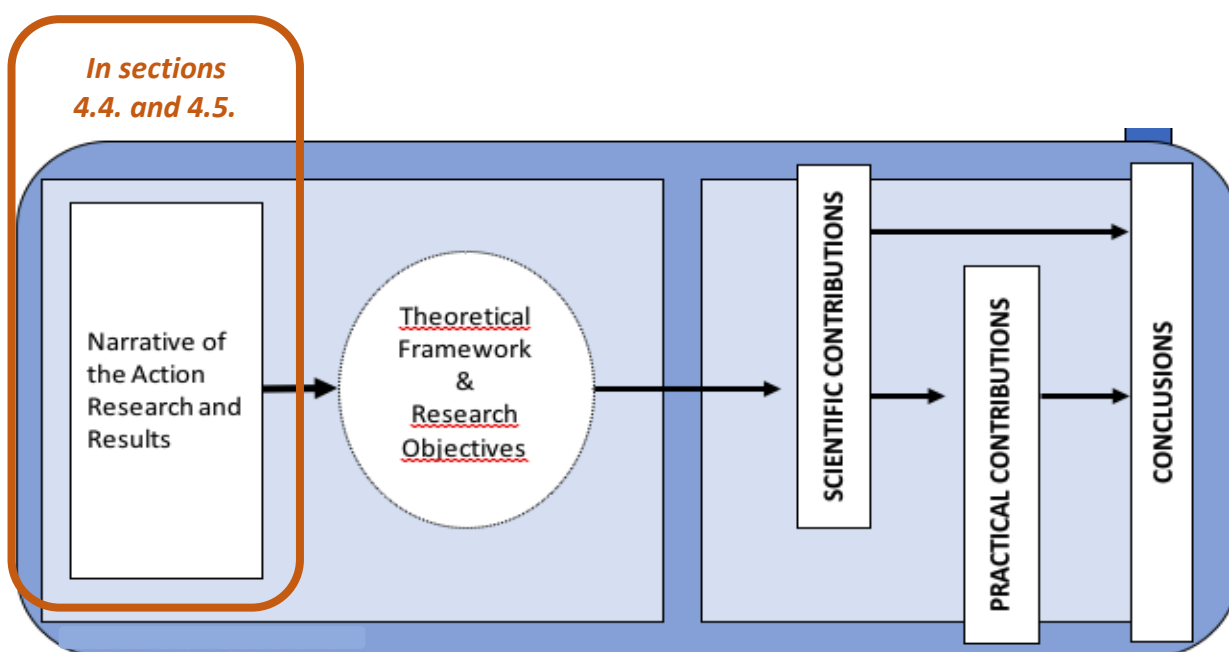 In sections
4.4. and 4.5.
Narrative of
the Action
Research and
Results
Theoretical
Framework
&
Research
Objectives
SCIENTIFIC CONTRIBUTIONS
PRACTICAL CONTRIBUTIONS
CONCLUSIONS